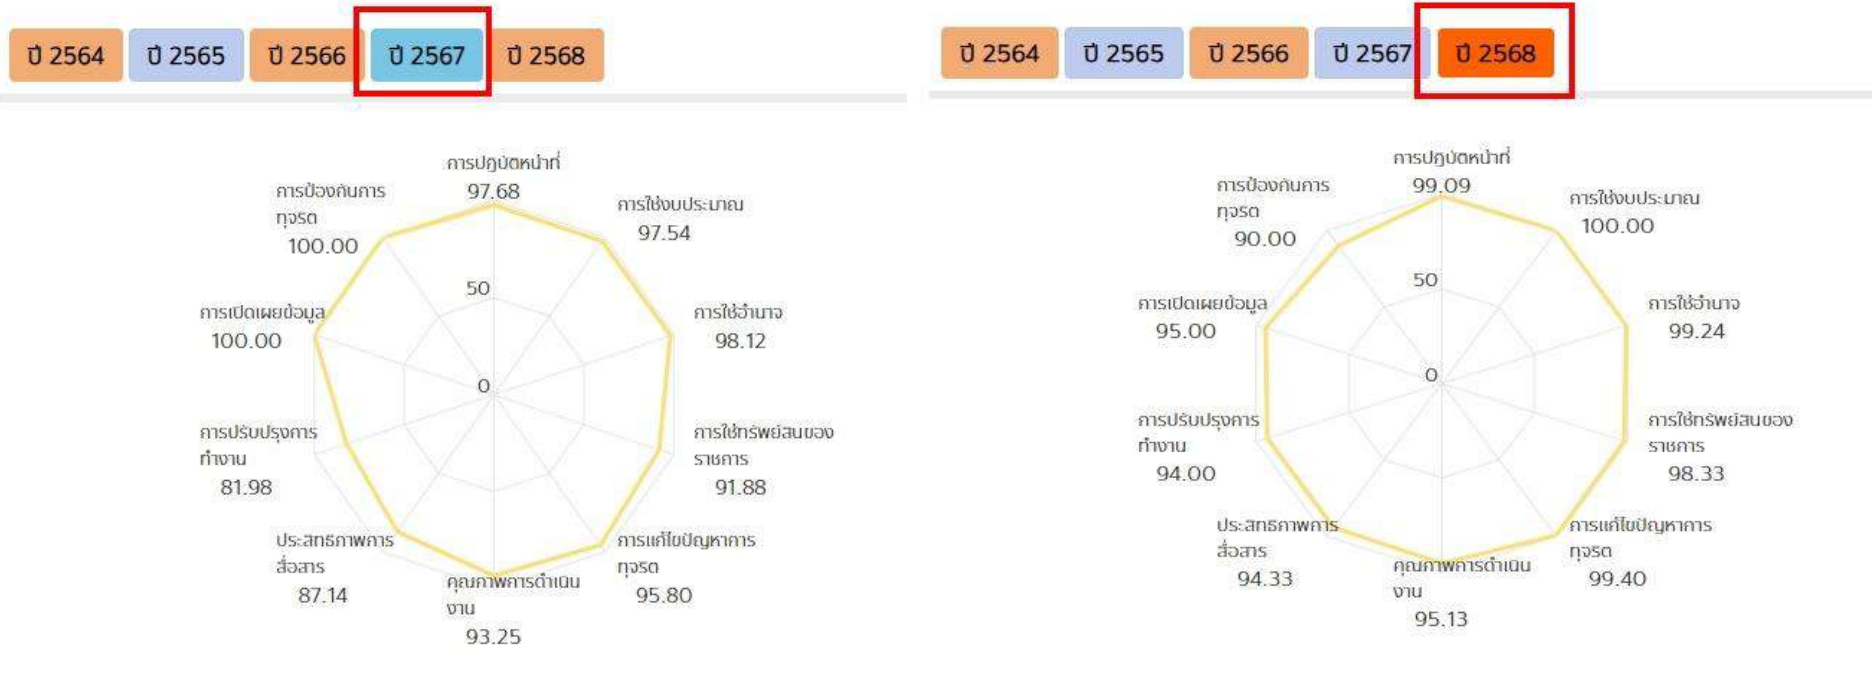 ปี 2564 ปี 2565 ปี 2566 ปี 2567 ปี 2568
การปฏิบัติหน้าที่
97.68
การป้องกันการ
ทุจริต
100.00
การใช้งบประมาณ
97.54
50
การเปิดเผยข้อมูล
100.00
การใช้อำนาจ
98.12
0
การปรับปรุงการ
ทำงาน
81.98
การใช้ทรัพย์สินของ
ราชการ
91.88
ประสิทธิภาพการ
สื่อสาร
87.14
การแก้ไขปัญหาการ
ทุจริต
95.80
คุณภาพการดำเนิน
งาน
93.25
ปี 2564 ปี 2565 ปี 2566 ปี 2567 ปี 2568
การปฏิบัติหน้าที่
99.09
การป้องกันการ
ทุจริต
90.00
การใช้งบประมาณ
100.00
50
การเปิดเผยข้อมูล
95.00
การใช้อำนาจ
99.24
0
การปรับปรุงการ
ทำงาน
94.00
การใช้ทรัพย์สินของ
ราชการ
98.33
ประสิทธิภาพการ
สื่อสาร
94.33
การแก้ไขปัญหาการ
ทุจริต
99.40
คุณภาพการดำเนิน
งาน
95.13